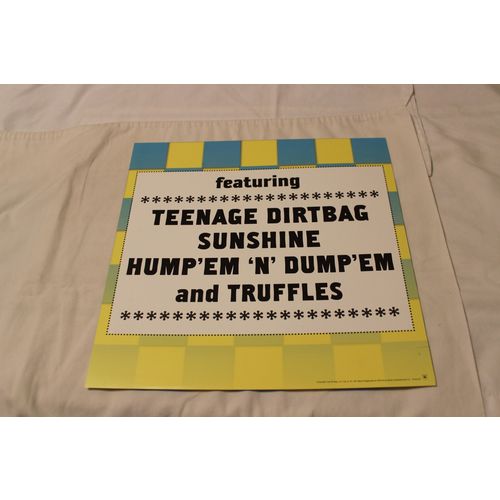 featuring
********************
TEENAGE DIRTBAG
SUNSHINE
HUMP'EM 'N' DUMP'EM
and TRUFFLES
********************